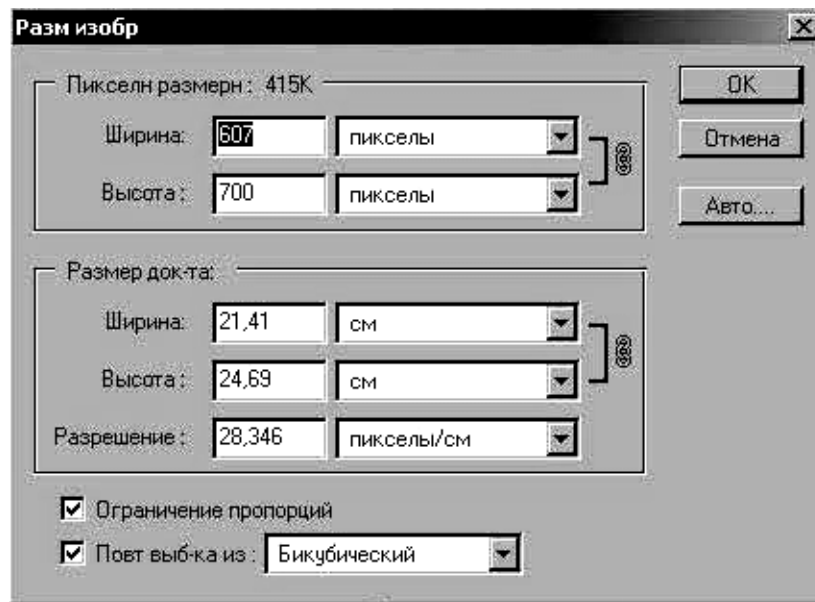 Разм изобр
Пикселн размерн : 415K
OK
Ширина: 607 пикселы
Отмена
Высота : 700 пикселы
Авто....
Размер док-та:
Ширина: 21,41 см
Высота : 24,69 см
Разрешение : 28,346 пикселы/см
Ограничение пропорций
Повт выб-ка из : Бикубический